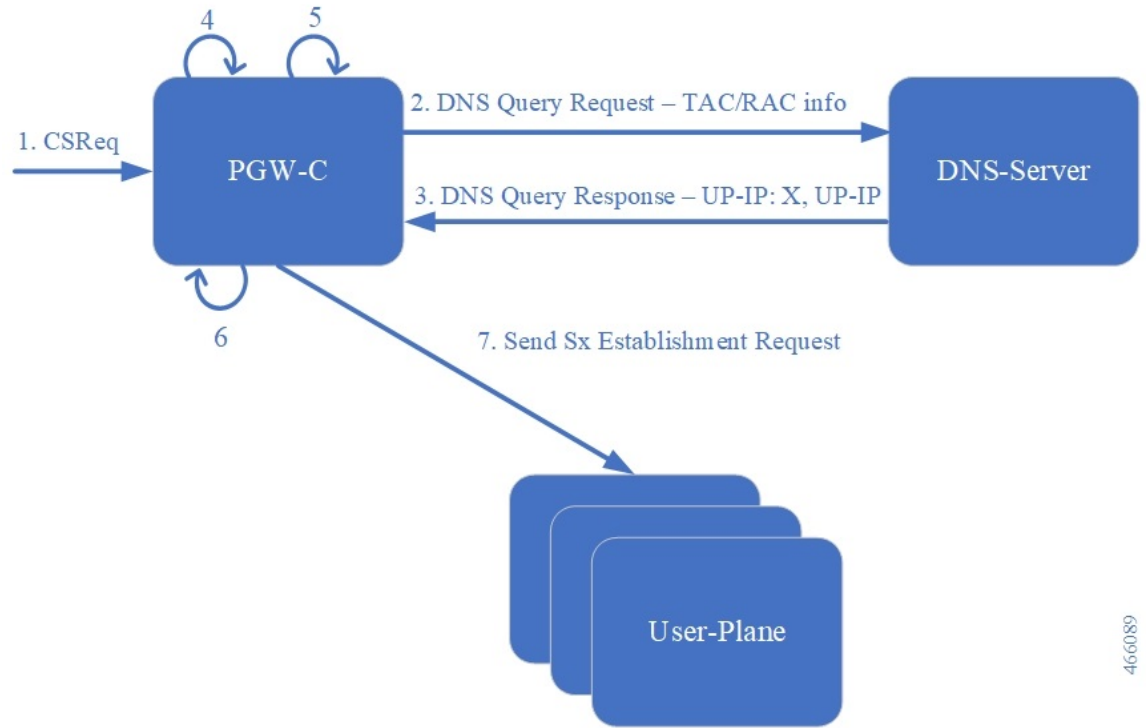 4
5
1. CSReq
2. DNS Query Request – TAC/RAC info
PGW-C
DNS-Server
3. DNS Query Response – UP-IP: X, UP-IP
6
7. Send Sx Establishment Request
User-Plane
466089